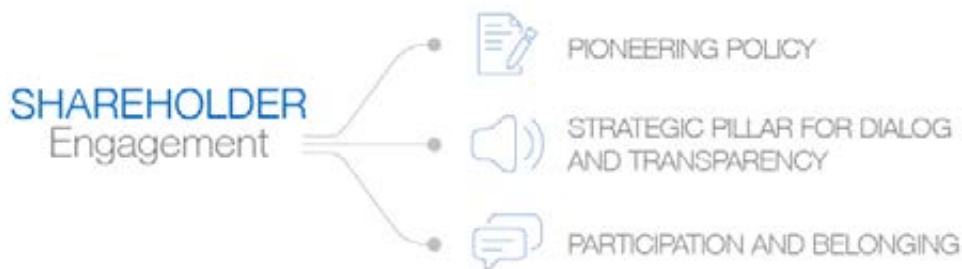 SHAREHOLDER
Engagement
PIONEERING POLICY
STRATEGIC PILLAR FOR DIALOG
AND TRANSPARENCY
PARTICIPATION AND BELONGING